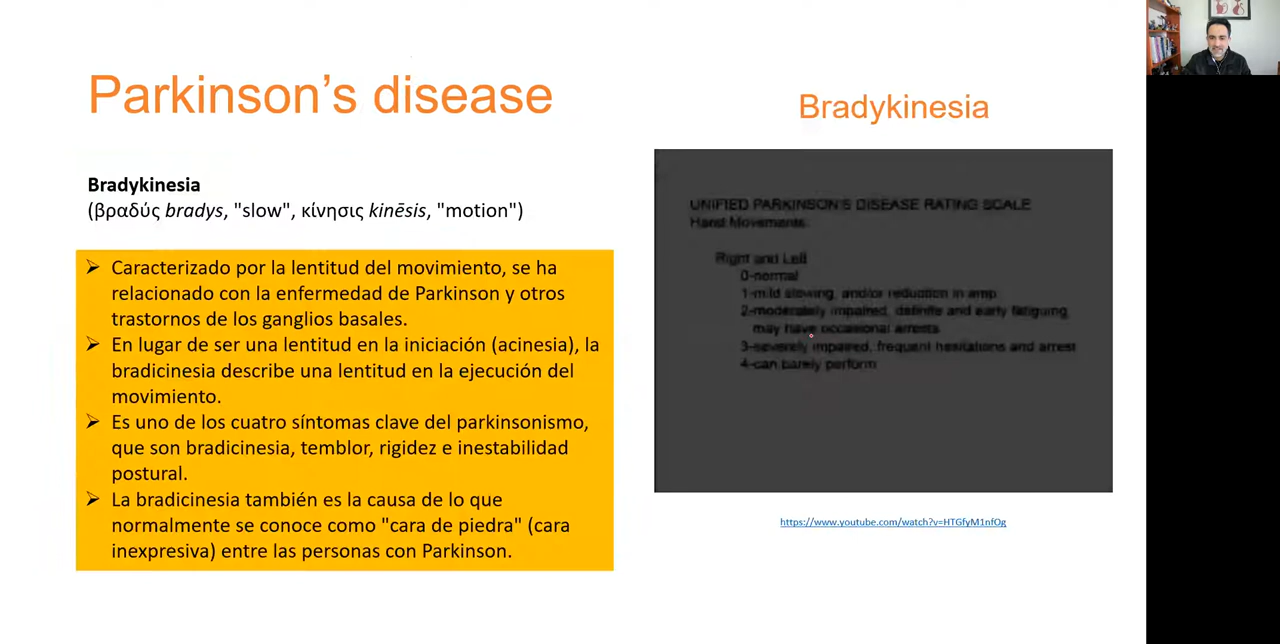 Parkinson’s disease
Bradykinesia
(βραδύς bradys, "slow", κίνησις kinēsis, "motion")
➢ Caracterizado por la lentitud del movimiento, se ha
relacionado con la enfermedad de Parkinson y otros
trastornos de los ganglios basales.
➢ En lugar de ser una lentitud en la iniciación (acinesia), la
bradicinesia describe una lentitud en la ejecución del
movimiento.
➢ Es uno de los cuatro síntomas clave del parkinsonismo,
que son bradicinesia, temblor, rigidez e inestabilidad
postural.
➢ La bradicinesia también es la causa de lo que
normalmente se conoce como "cara de piedra" (cara
inexpresiva) entre las personas con Parkinson.
Bradykinesia
UNIFIED PARKINSON'S DISEASE RATING SCALE
Hand Movements
Right and Left
0-normal
1-mild slowing, and/or reduction in amp
2-moderately impaired, definite and early fatiguing
may have occasional arrests
3-severely impaired, frequent hesitations and arrest
4-can barely perform
https://www.youtube.com/watch?v=HTGfyM1nfOg